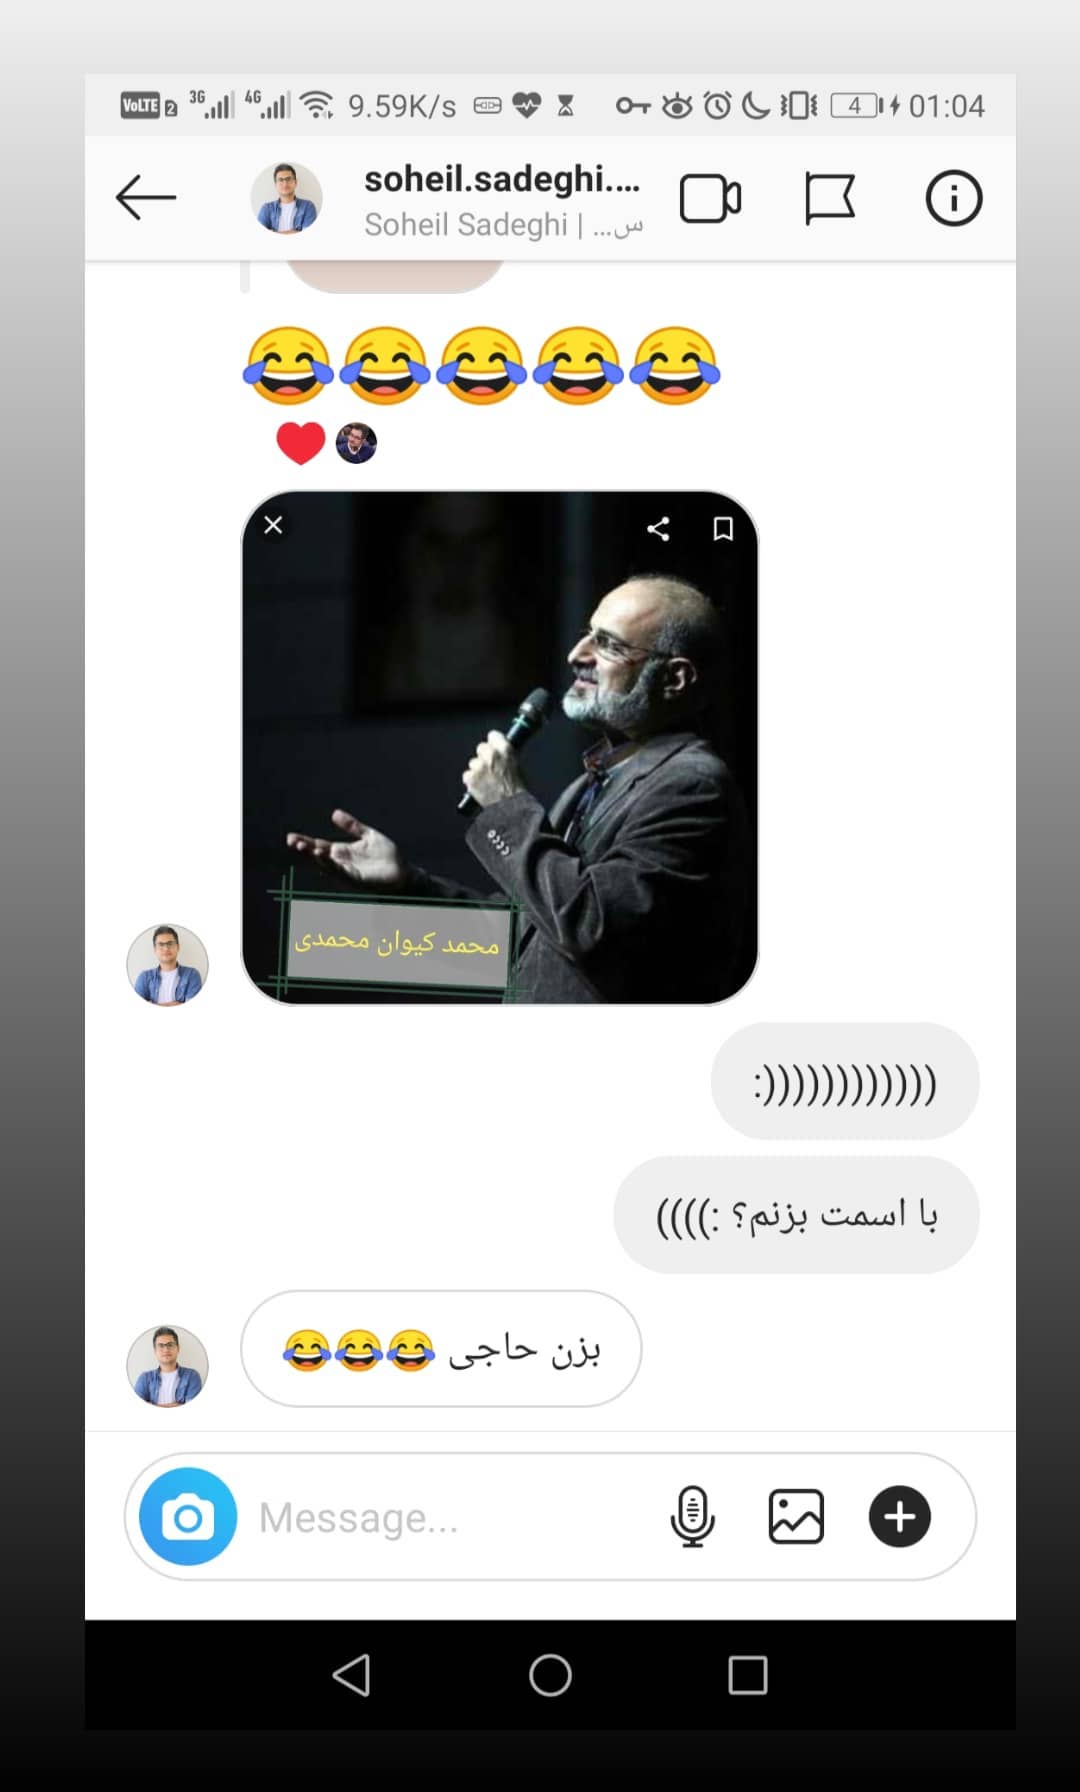 VoLTE 2 3G 4G 9.59K/s 4 01:04
soheil.sadeghi....
Soheil Sadeghi | س...
😂😂😂😂😂
❤️
محمد کیوان محمدی
:))))))))))))
با اسمت بزنم؟ :))))
بزن حاجی 😂😂😂
Message...